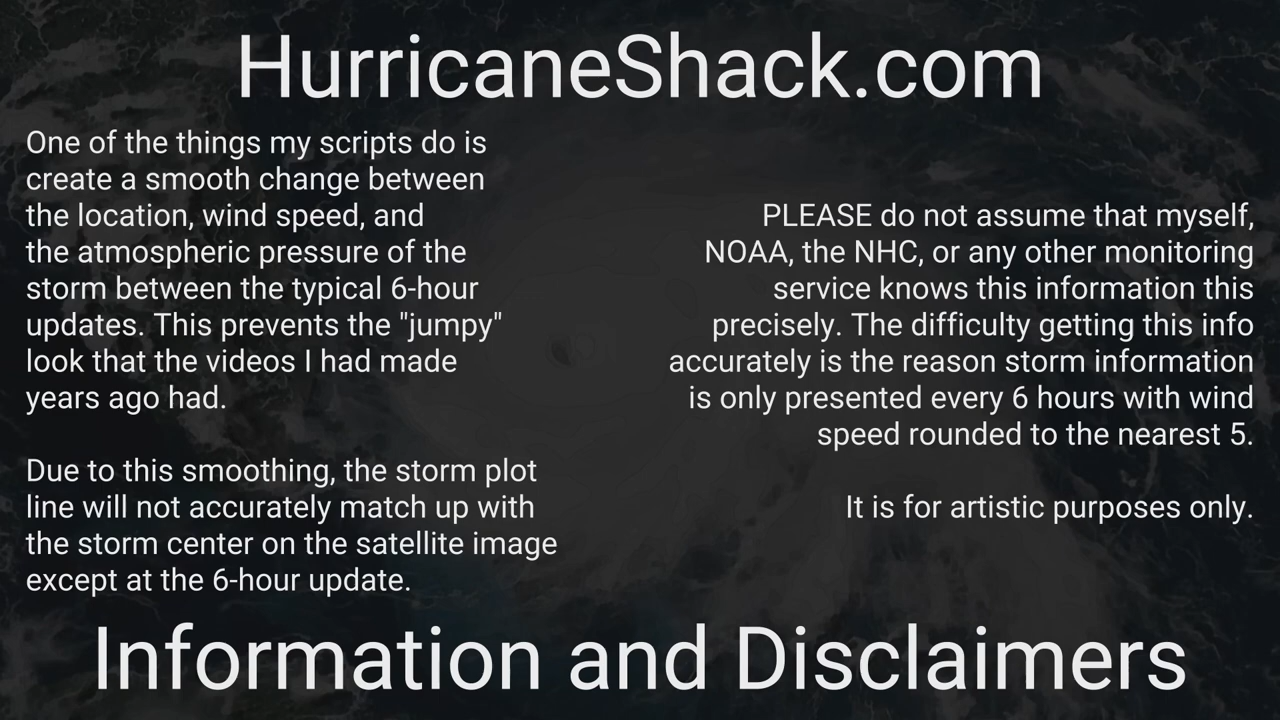 HurricaneShack.com
One of the things my scripts do is
create a smooth change between
the location, wind speed, and
the atmospheric pressure of the
storm between the typical 6-hour
updates. This prevents the "jumpy"
look that the videos I had made
years ago had.
Due to this smoothing, the storm plot
line will not accurately match up with
the storm center on the satellite image
except at the 6-hour update.
PLEASE do not assume that myself,
NOAA, the NHC, or any other monitoring
service knows this information this
precisely. The difficulty getting this info
accurately is the reason storm information
is only presented every 6 hours with wind
speed rounded to the nearest 5.
It is for artistic purposes only.
Information and Disclaimers